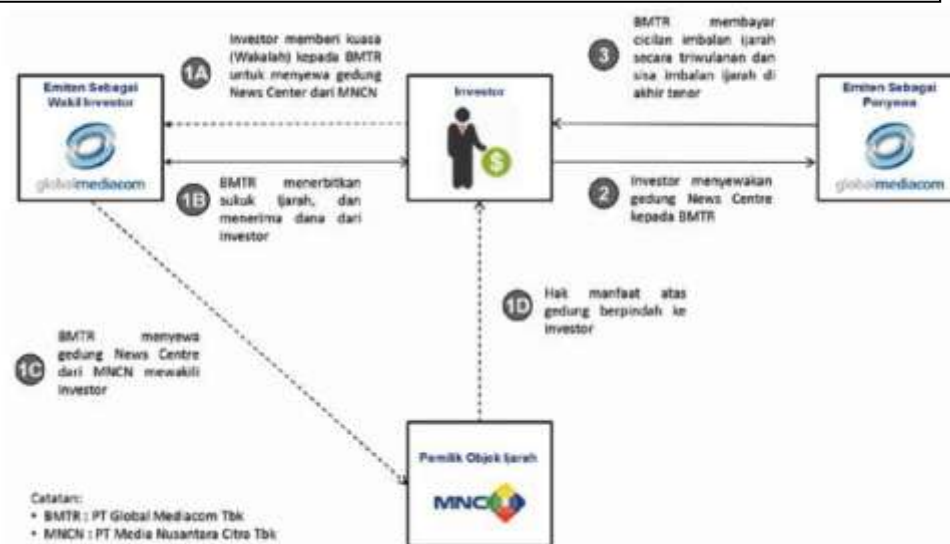 Investor memberi kuasa
(Wakalah) kepada BMTR
untuk menyewa gedung
News Center dari MNCN
1A
BMTR membayar
cicilan imbalan Ijarah
secara triwulanan dan
sisa imbalan Ijarah di
akhir tenor
3
Emiten Sebagai
Wakil Investor
globalmediacom
Investor
$
Emiten Sebagai
Penyewa
globalmediacom
1B
BMTR menerbitkan
sukuk Ijarah, dan
menerima dana dari
Investor
2
Investor menyewakan
gedung News Centre
kepada BMTR
1D
Hak manfaat atas
gedung berpindah ke
investor
1C
BMTR menyewa
gedung News Centre
dari MNCN mewakili
Investor
Pemilik Objek Ijarah
MNC
Catatan:
• BMTR : PT Global Mediacom Tbk
• MNCN : PT Media Nusantara Citra Tbk